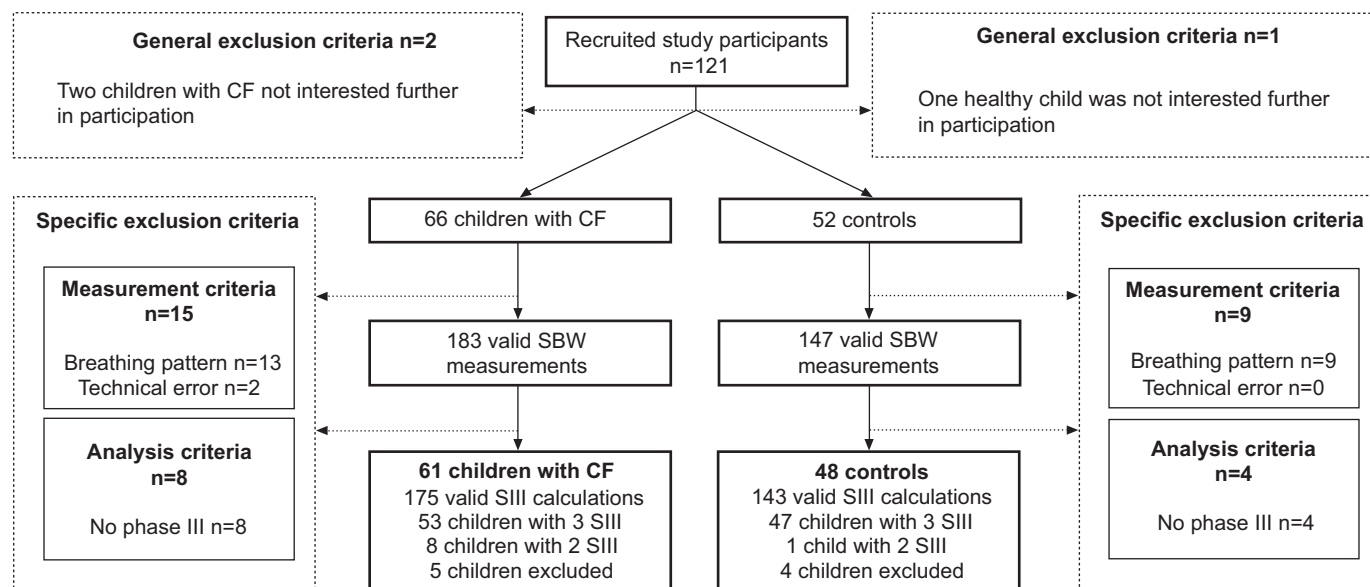 General exclusion criteria n=2
Two children with CF not interested further
in participation
Recruited study participants
n=121
General exclusion criteria n=1
One healthy child was not interested further
in participation
66 children with CF
52 controls
Specific exclusion criteria
Measurement criteria
n=15
Breathing pattern n=13
Technical error n=2
Analysis criteria
n=8
No phase III n=8
183 valid SBW
measurements
147 valid SBW
measurements
61 children with CF
175 valid SIII calculations
53 children with 3 SIII
8 children with 2 SIII
5 children excluded
48 controls
143 valid SIII calculations
47 children with 3 SIII
1 child with 2 SIII
4 children excluded
Specific exclusion criteria
Measurement criteria
n=9
Breathing pattern n=9
Technical error n=0
Analysis criteria
n=4
No phase III n=4